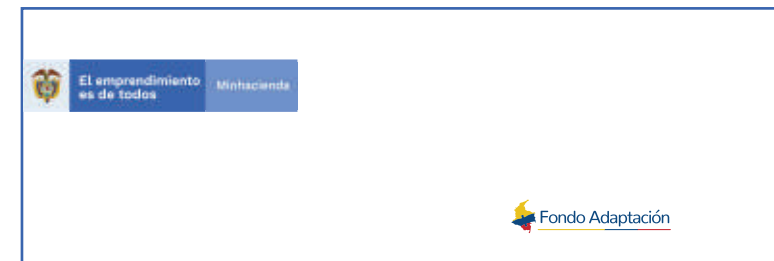 El emprendimiento
es de todos
Minhacienda
Fondo Adaptación